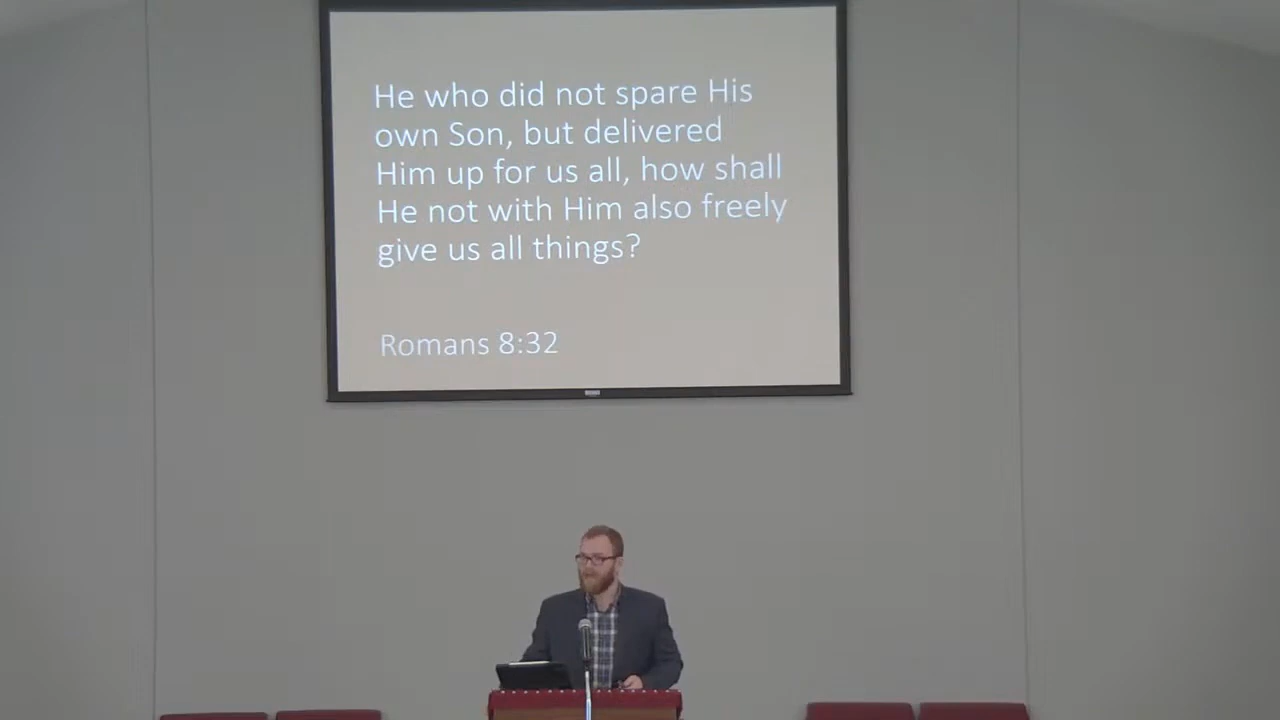 He who did not spare His
own Son, but delivered
Him up for us all, how shall
He not with Him also freely
give us all things?
Romans 8:32